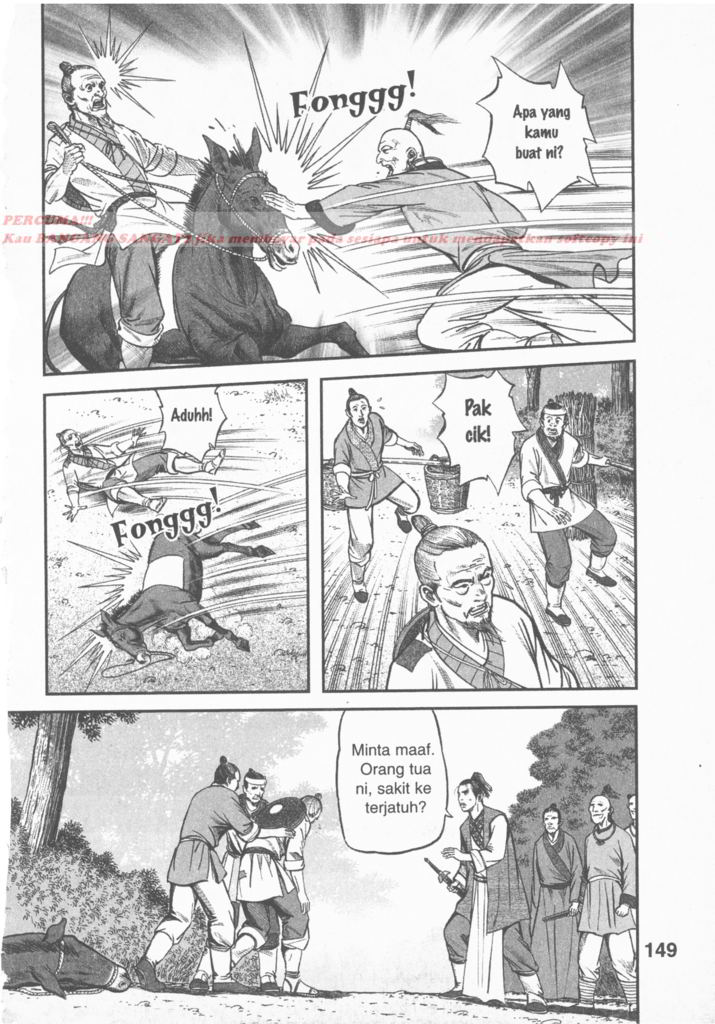 Fonggg!
Apa yang
kamu
buat ni?
PERCUMA!!!
Kau BANGANG SANGAT! jika membayar pada sesiapa untuk mendapatkan softcopy ini
Aduhh!
Fonggg!
Pak
cik!
Minta maaf.
Orang tua
ni, sakit ke
terjatuh?
149